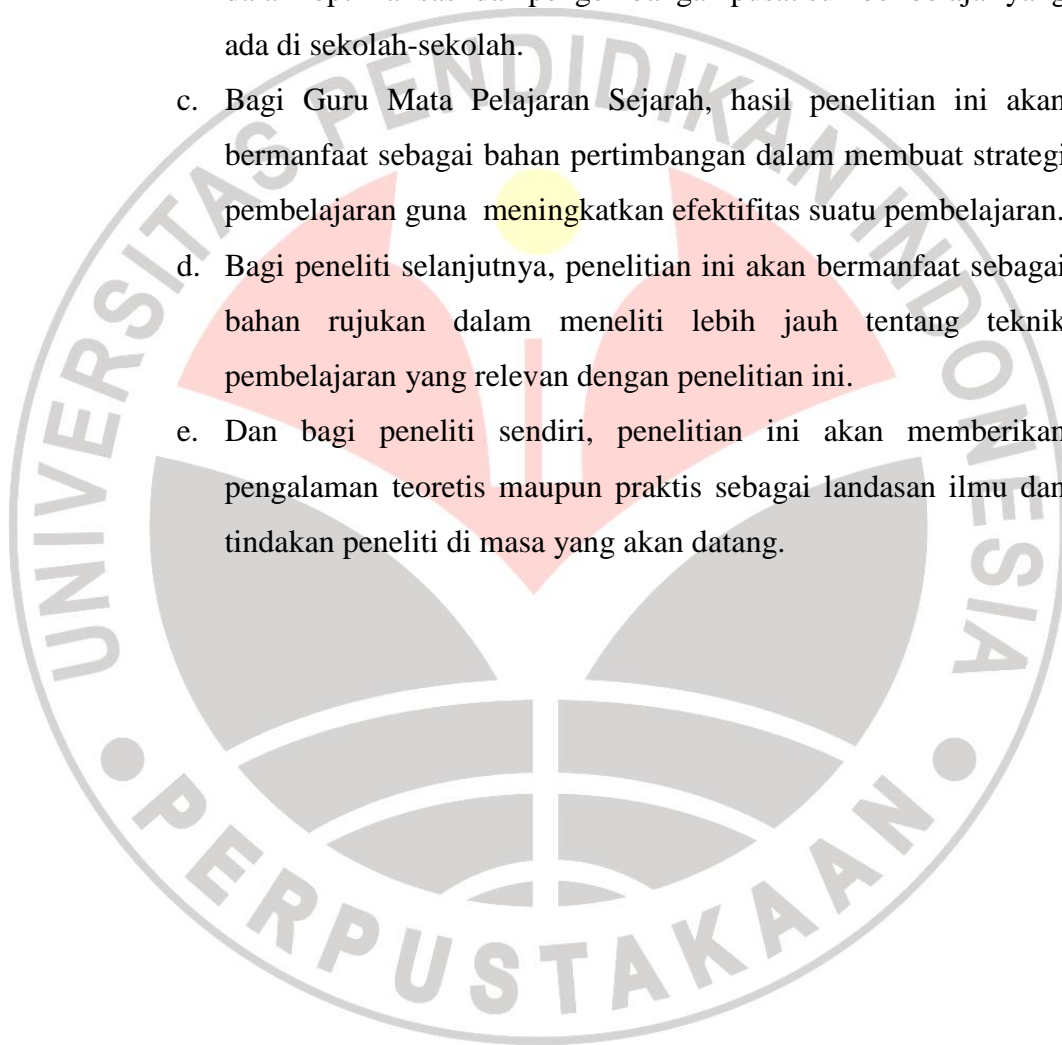 ada di sekolah-sekolah.
c. Bagi Guru Mata Pelajaran Sejarah, hasil penelitian ini akan
bermanfaat sebagai bahan pertimbangan dalam membuat strategi
pembelajaran guna meningkatkan efektifitas suatu pembelajaran.
d. Bagi peneliti selanjutnya, penelitian ini akan bermanfaat sebagai
bahan rujukan dalam meneliti lebih jauh tentang teknik
pembelajaran yang relevan dengan penelitian ini.
e. Dan bagi peneliti sendiri, penelitian ini akan memberikan
pengalaman teoretis maupun praktis sebagai landasan ilmu dan
tindakan peneliti di masa yang akan datang.
UNIVERSITAS PENDIDIKAN INDONESIA
PERPUSTAKAAN